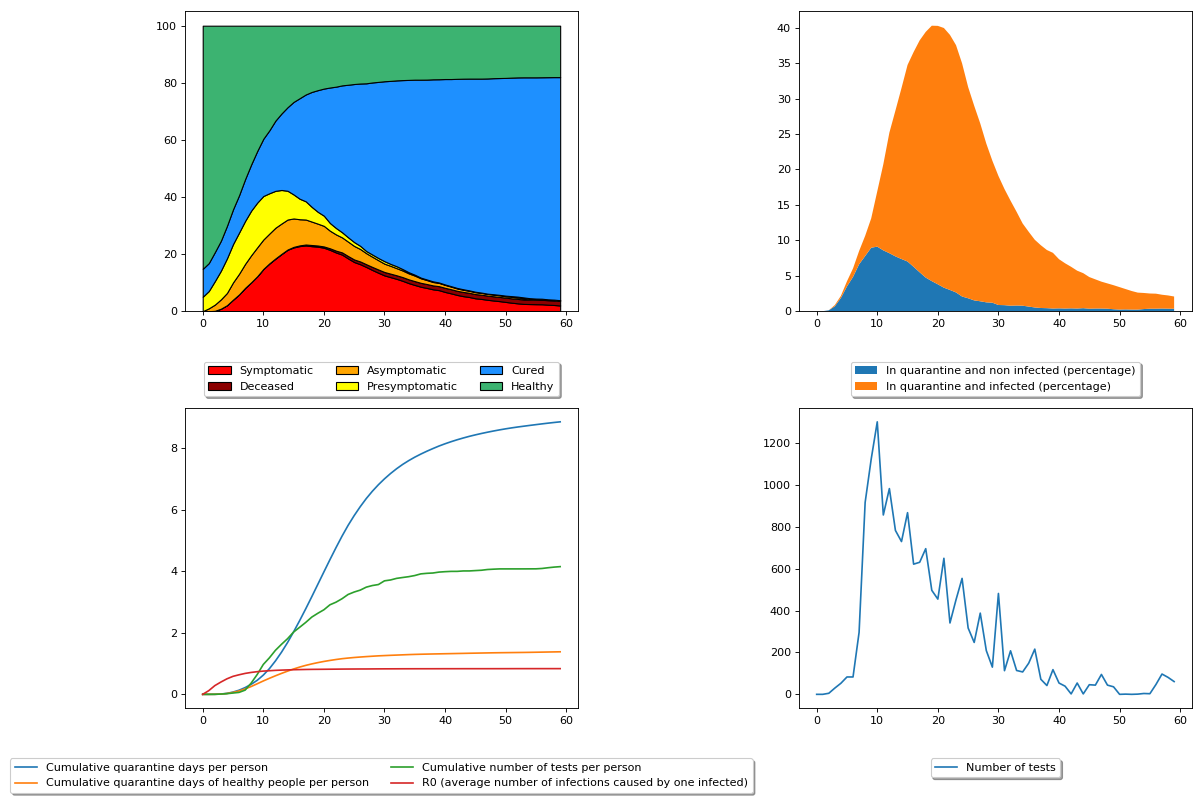 100
80
60
40
20
0
0 10 20 30 40 50 60
Symptomatic Asymptomatic Cured
Deceased Presymptomatic Healthy
40
35
30
25
20
15
10
5
0
0 10 20 30 40 50 60
In quarantine and non infected (percentage)
In quarantine and infected (percentage)
8
6
4
2
0
0 10 20 30 40 50 60
Cumulative quarantine days per person Cumulative number of tests per person
Cumulative quarantine days of healthy people per person R0 (average number of infections caused by one infected)
1200
1000
800
600
400
200
0
0 10 20 30 40 50 60
Number of tests